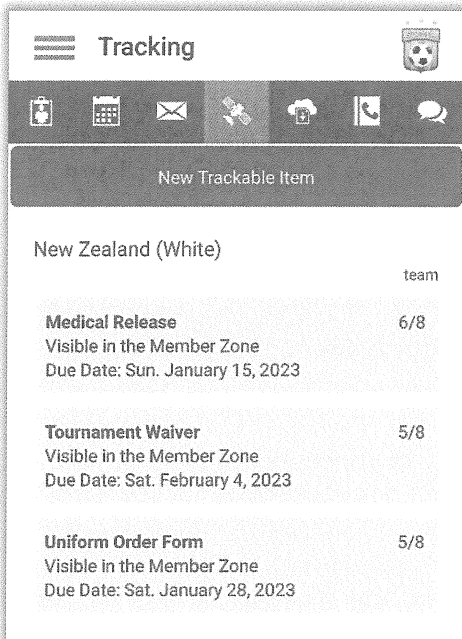 Tracking
New Trackable Item
New Zealand (White)
team
Medical Release 6/8
Visible in the Member Zone
Due Date: Sun. January 15, 2023
Tournament Waiver 5/8
Visible in the Member Zone
Due Date: Sat. February 4, 2023
Uniform Order Form 5/8
Visible in the Member Zone
Due Date: Sat. January 28, 2023